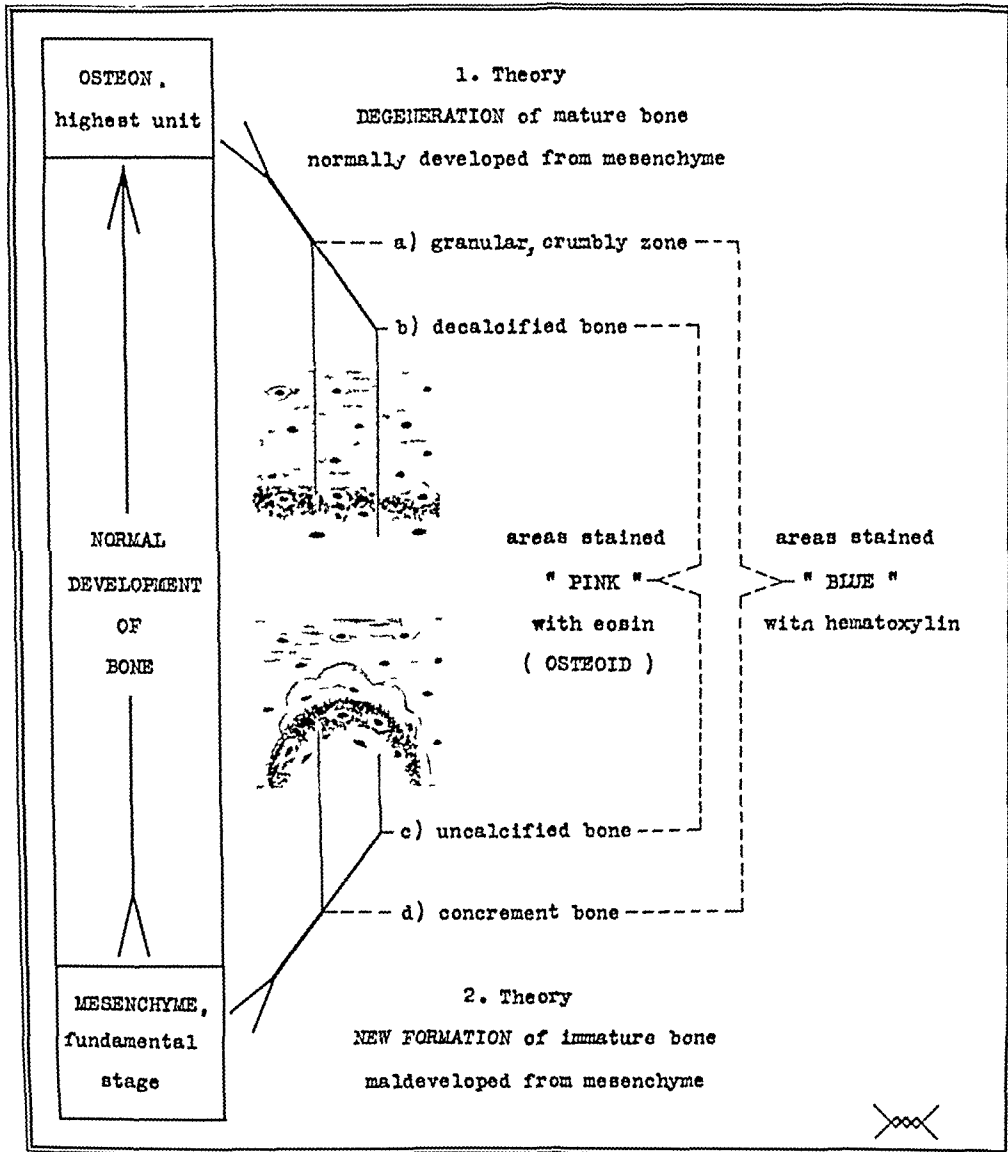 OSTEON,
highest unit
1. Theory
DEGENERATION of mature bone
normally developed from mesenchyme
a) granular, crumbly zone
b) decalcified bone
NORMAL
DEVELOPMENT
OF
BONE
areas stained
" PINK "
with eosin
( OSTEOID )
areas stained
" BLUE "
with hematoxylin
c) uncalcified bone
d) concrement bone
MESENCHYME,
fundamental
stage
2. Theory
NEW FORMATION of immature bone
maldeveloped from mesenchyme